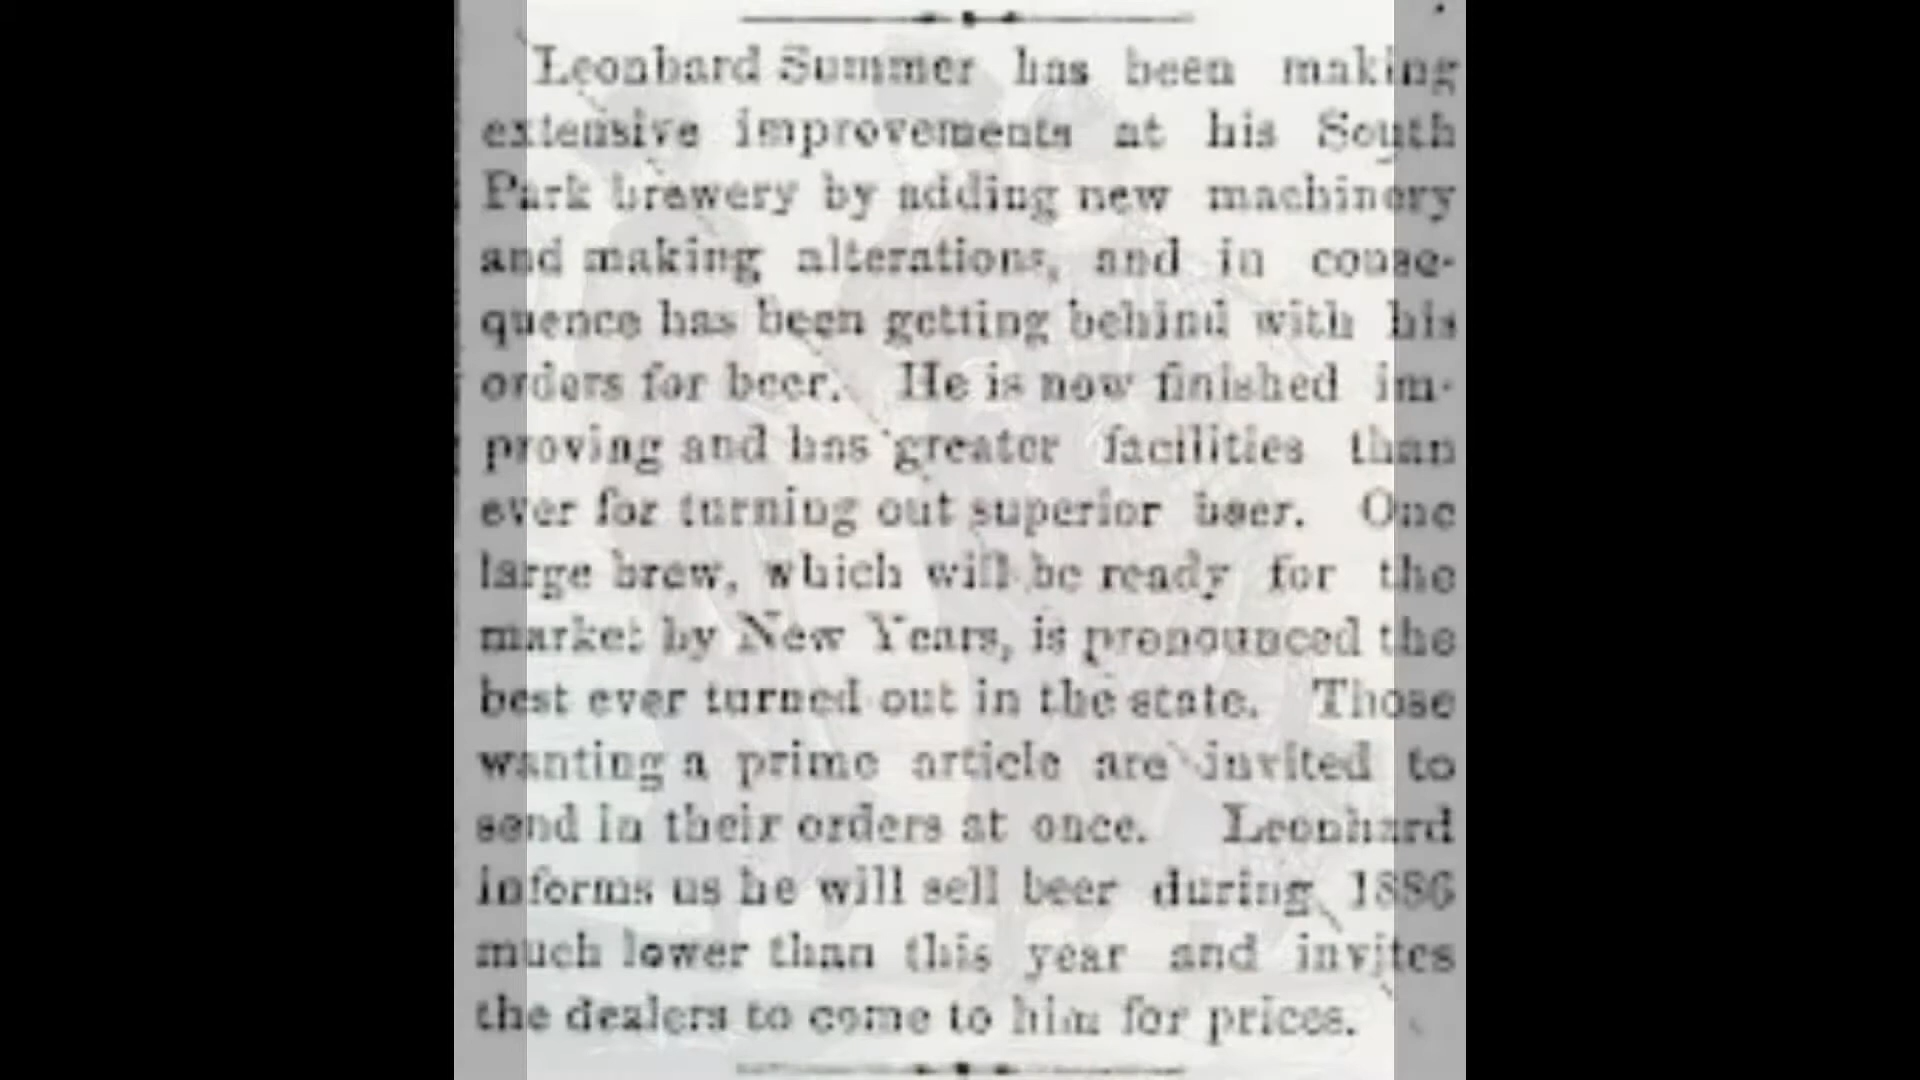 Leonhard Summer has been making
extensive improvements at his South
Park brewery by adding new machinery
and making alterations, and in conse-
quence has been getting behind with his
orders for beer. He is now finished im-
proving and has greater facilities than
ever for turning out superior beer. One
large brew, which will be ready for the
market by New Years, is pronounced the
best ever turned out in the state. Those
wanting a prime article are invited to
send in their orders at once. Leonhard
informs us he will sell beer during 1886
much lower than this year and invites
the dealers to come to him for prices.